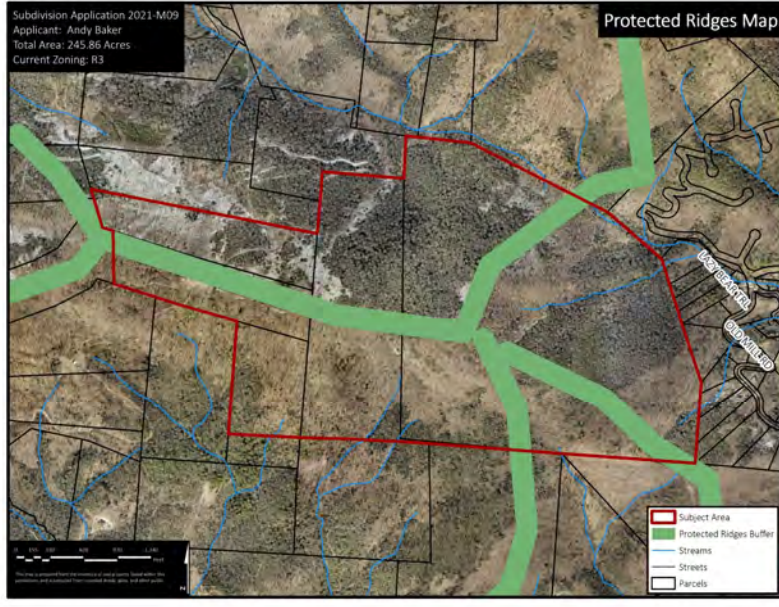 Subdivision Application 2021-M09
Applicant: Andy Baker
Total Area: 245.86 Acres
Current Zoning: R3
Protected Ridges Map
LAZY BEAR TRL
OLD MILL RD
Subject Area
Protected Ridges Buffer
Streams
Streets
Parcels
Feet
N